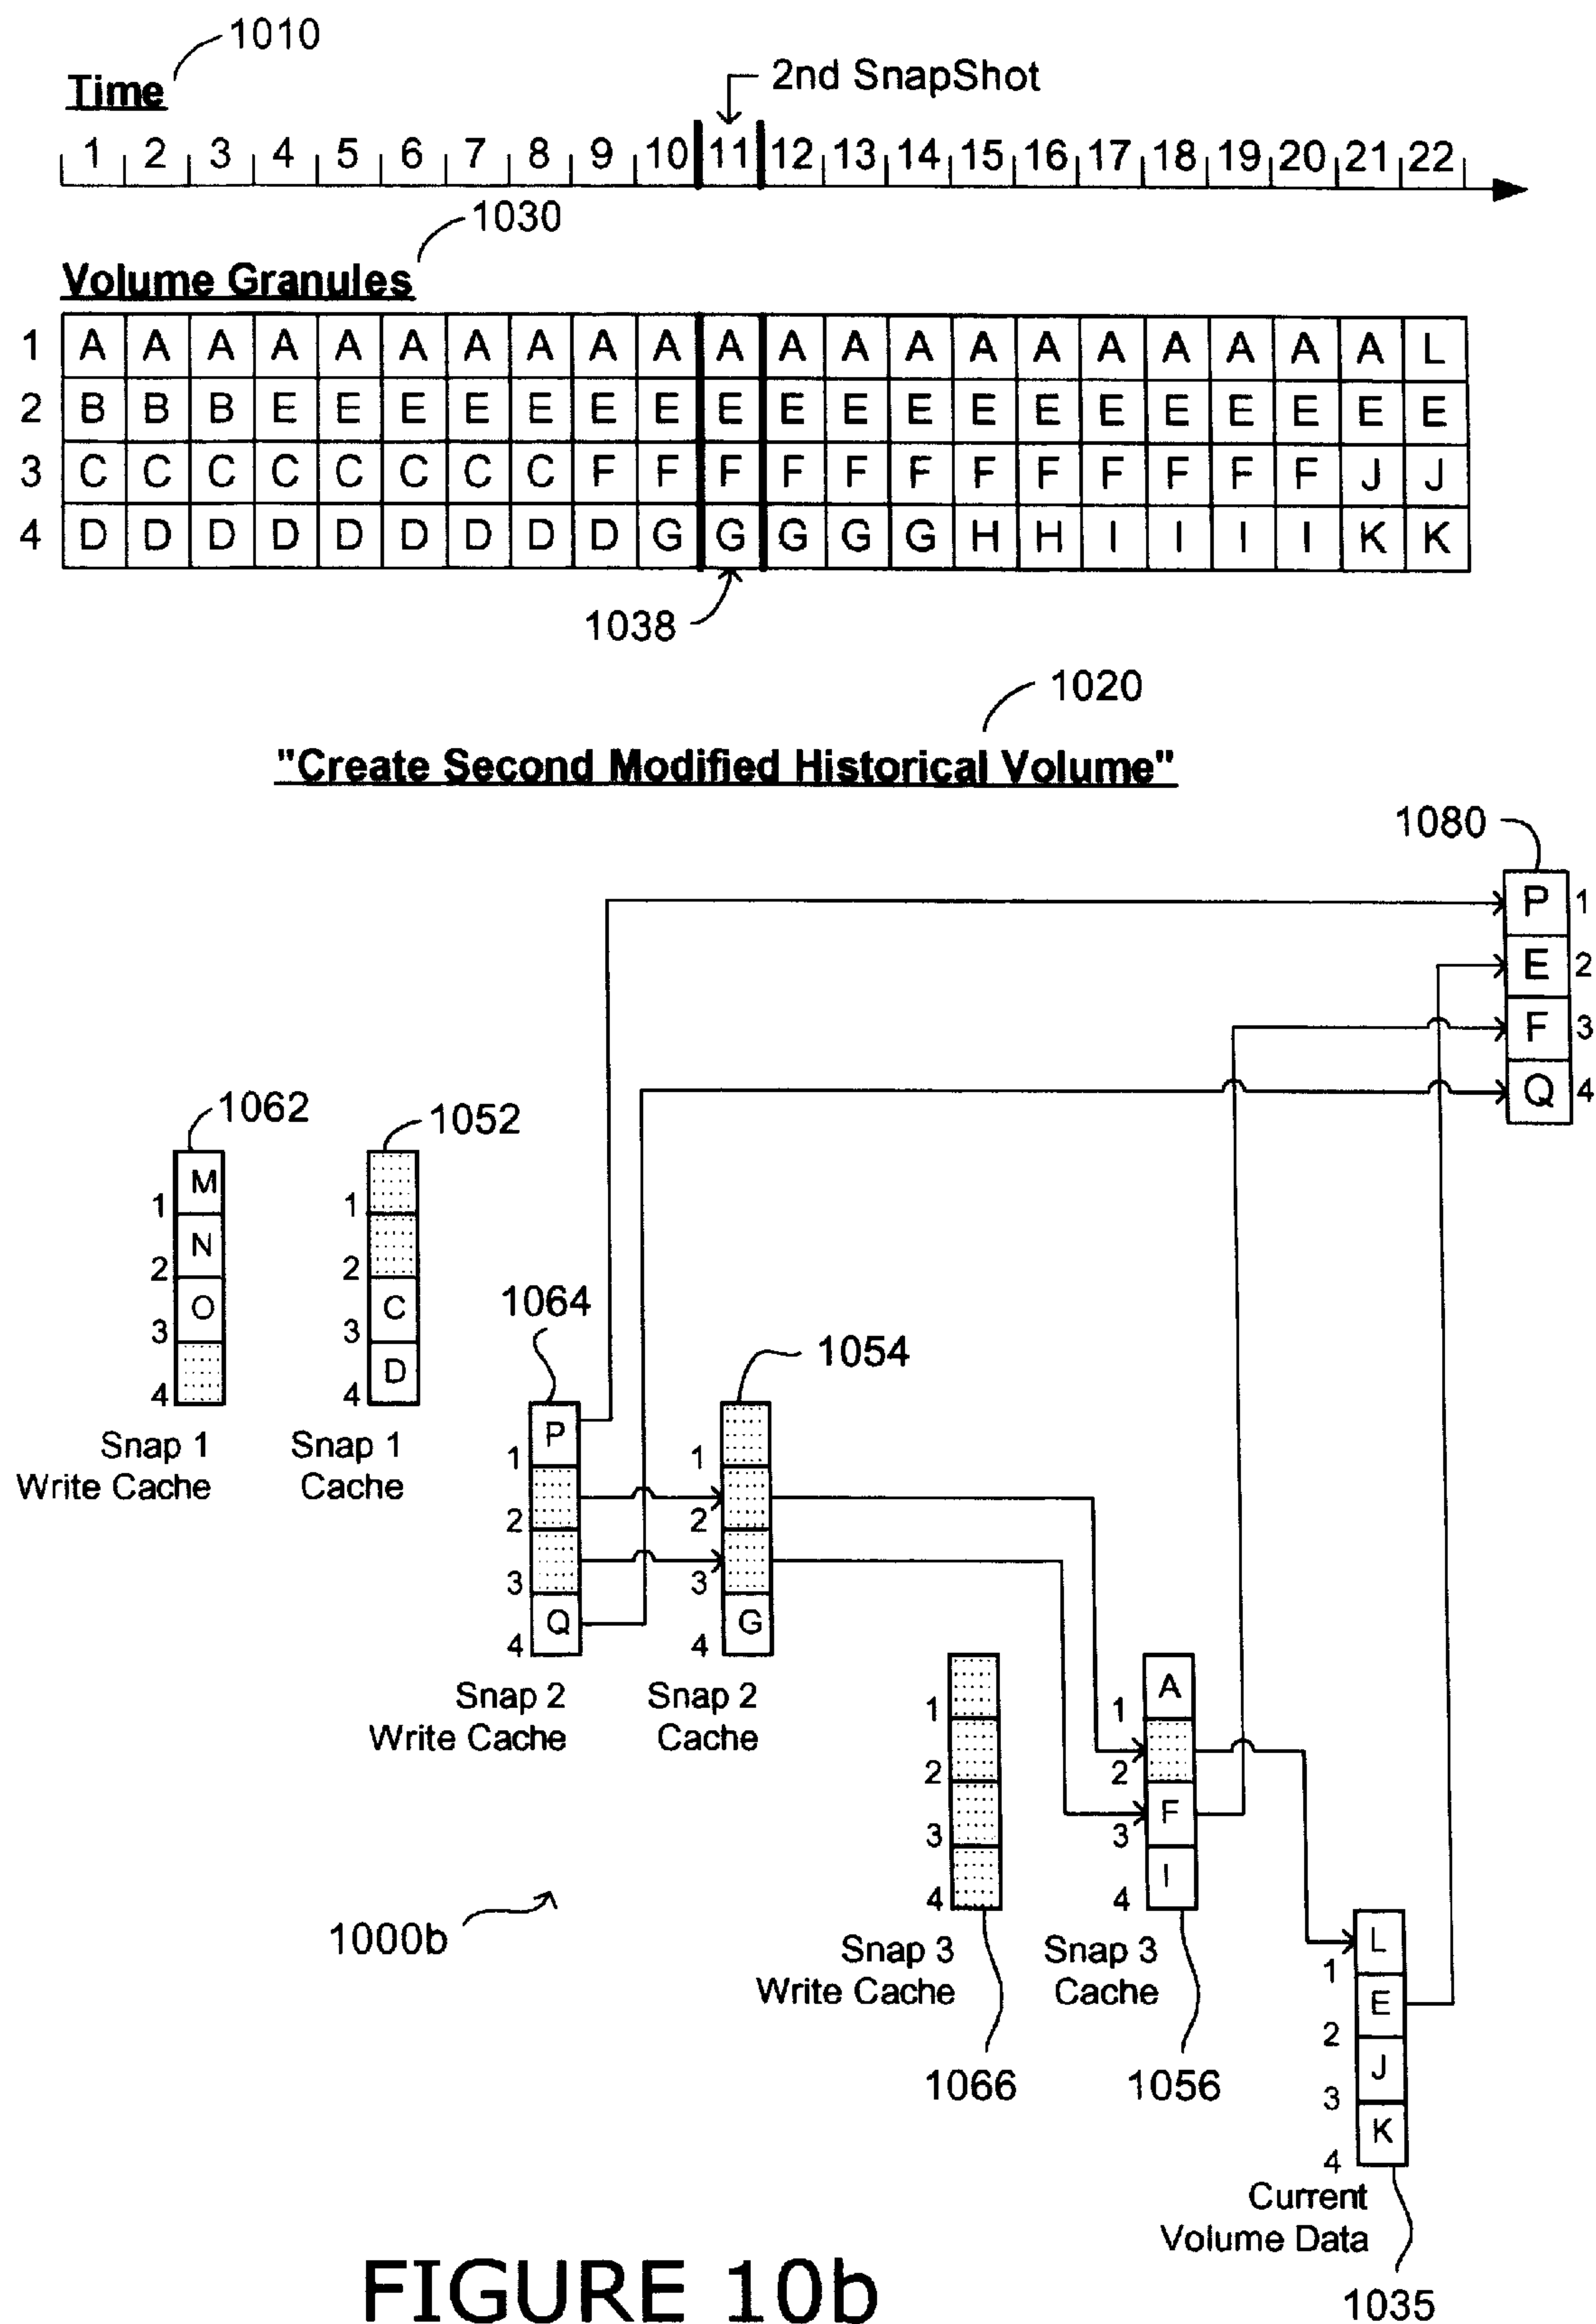 1010
Time
2nd SnapShot
1 2 3 4 5 6 7 8 9 10 11 12 13 14 15 16 17 18 19 20 21 22
1030
Volume Granules
1 A A A A A A A A A A A A A A A A A A A A A L
2 B B B E E E E E E E E E E E E E E E E E E E
3 C C C C C C C C F F F F F F F F F F F F J J
4 D D D D D D D D D G G G G G H H I I I I K K
1038
1020
"Create Second Modified Historical Volume"
1080
P 1
E 2
F 3
Q 4
1062
1052
1 M
2 N
3 O
4
Snap 1
Write Cache
1
2
3 C
4 D
Snap 1
Cache
1064
1054
1 P
2
3
4 Q
Snap 2
Write Cache
1
2
3
4 G
Snap 2
Cache
1
2
3
4
Snap 3
Write Cache
1066
1 A
2
3 F
4 I
Snap 3
Cache
1056
1000b
1 L
2 E
3 J
4 K
Current
Volume Data
1035
FIGURE 10b